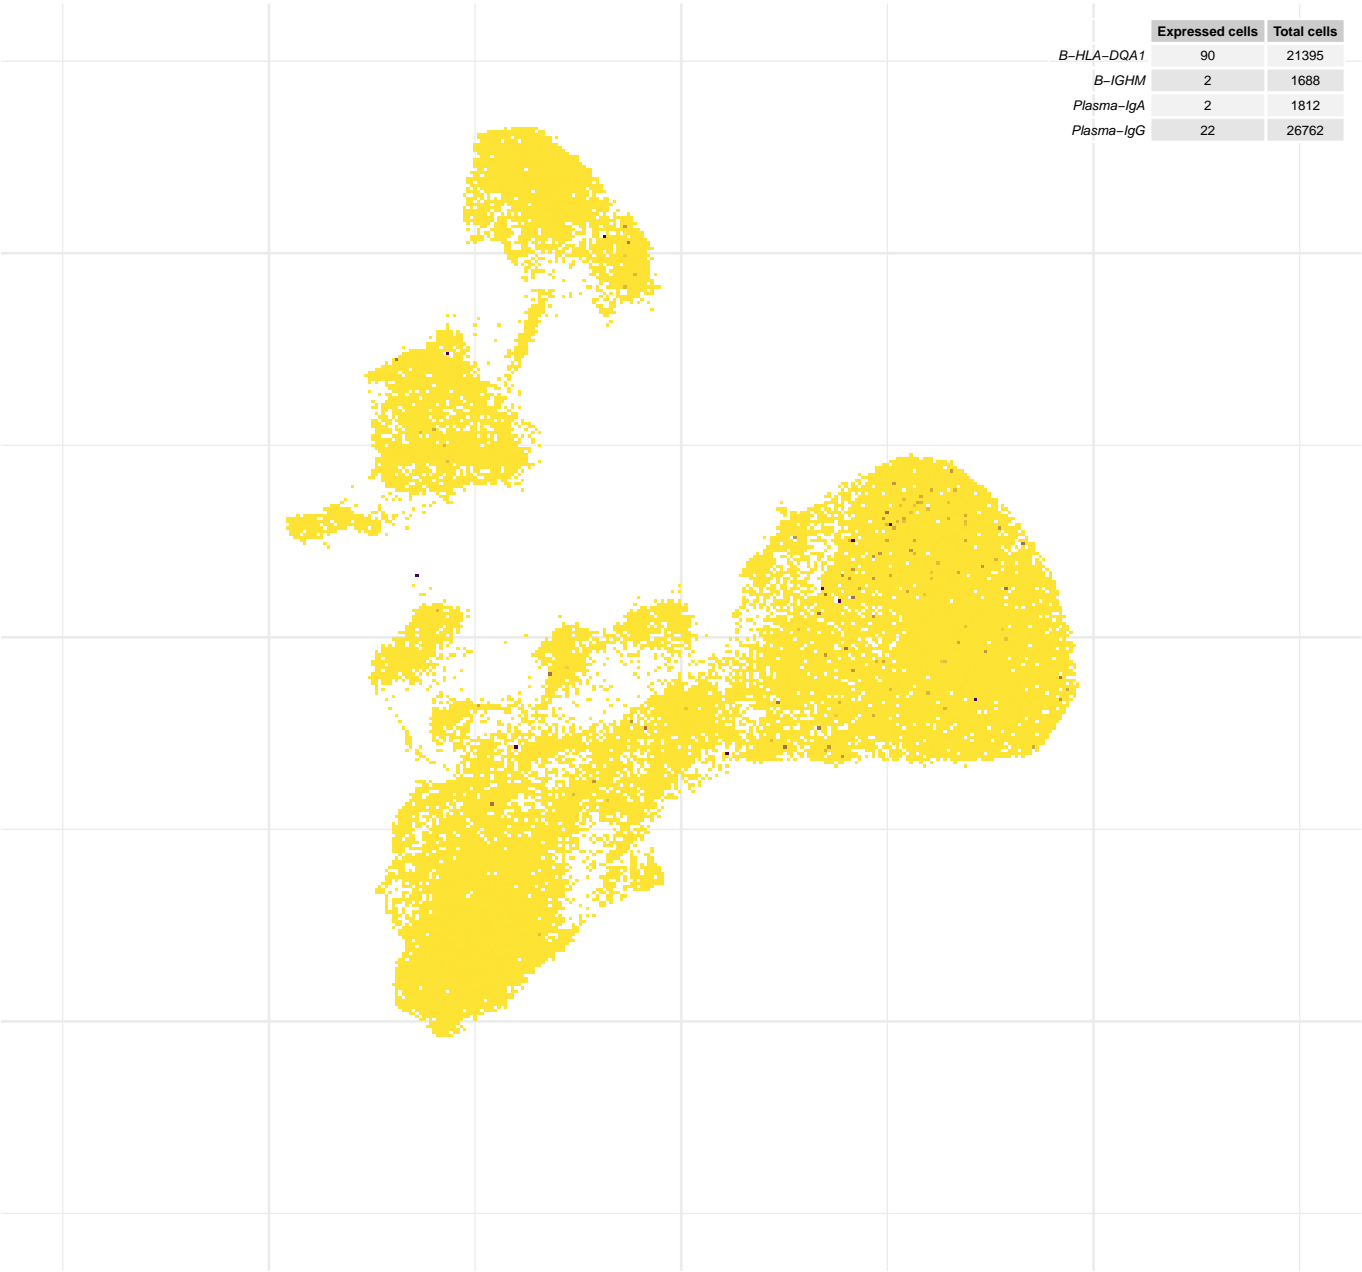 Expressed cells Total cells
B−HLA−DQA1 90 21395
B−IGHM 2 1688
Plasma−IgA 2 1812
Plasma−IgG 22 26762